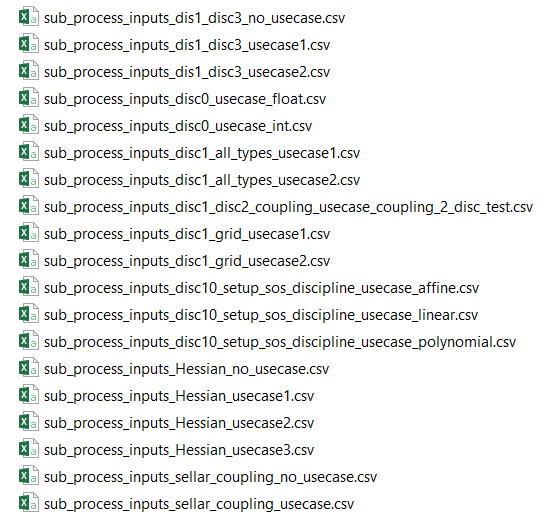 sub_process_inputs_dis1_disc3_no_usecase.csv
sub_process_inputs_dis1_disc3_usecase1.csv
sub_process_inputs_dis1_disc3_usecase2.csv
sub_process_inputs_disc0_usecase_float.csv
sub_process_inputs_disc0_usecase_int.csv
sub_process_inputs_disc1_all_types_usecase1.csv
sub_process_inputs_disc1_all_types_usecase2.csv
sub_process_inputs_disc1_disc2_coupling_usecase_coupling_2_disc_test.csv
sub_process_inputs_disc1_grid_usecase1.csv
sub_process_inputs_disc1_grid_usecase2.csv
sub_process_inputs_disc10_setup_sos_discipline_usecase_affine.csv
sub_process_inputs_disc10_setup_sos_discipline_usecase_linear.csv
sub_process_inputs_disc10_setup_sos_discipline_usecase_polynomial.csv
sub_process_inputs_Hessian_no_usecase.csv
sub_process_inputs_Hessian_usecase1.csv
sub_process_inputs_Hessian_usecase2.csv
sub_process_inputs_Hessian_usecase3.csv
sub_process_inputs_sellar_coupling_no_usecase.csv
sub_process_inputs_sellar_coupling_usecase.csv